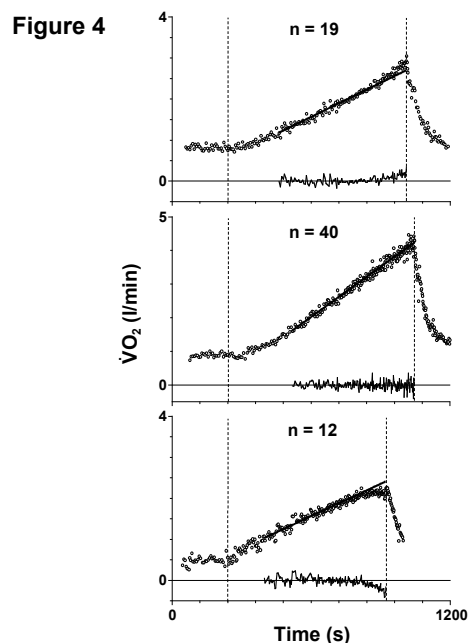 Figure 4
4
n = 19
0
5
n = 40
V̇O₂ (l/min)
0
4
n = 12
0
0
1200
Time (s)